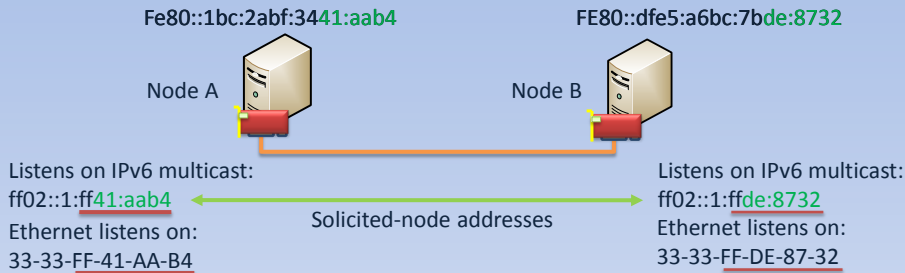 Fe80::1bc:2abf:3441:aab4
FE80::dfe5:a6bc:7bde:8732
Node A
Node B
Listens on IPv6 multicast:
ff02::1:ff41:aab4
Ethernet listens on:
33-33-FF-41-AA-B4
Solicited-node addresses
Listens on IPv6 multicast:
ff02::1:ffde:8732
Ethernet listens on:
33-33-FF-DE-87-32